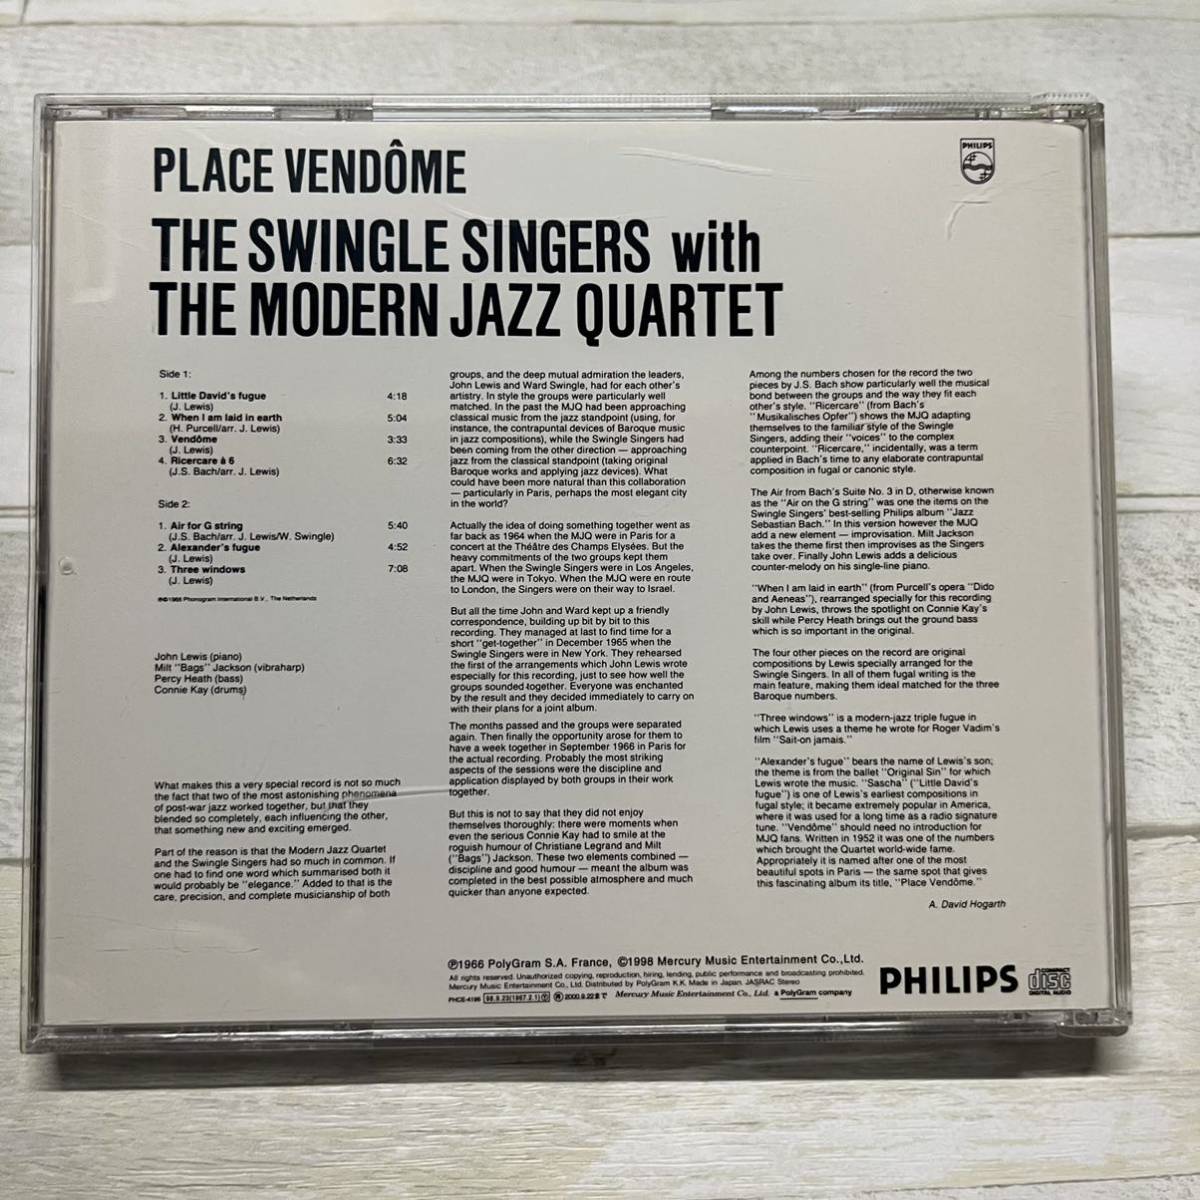 PLACE VENDÔME
PHILIPS
THE SWINGLE SINGERS with
THE MODERN JAZZ QUARTET
Side 1:
1. Little David's fugue 4:18
(J. Lewis)
2. When I am laid in earth 5:04
(H. Purcell/arr. J. Lewis)
3. Vendôme 3:33
(J. Lewis)
4. Ricercare à 6 6:32
(J.S. Bach/arr. J. Lewis)
Side 2:
1. Air for G string 5:40
(J.S. Bach/arr. J. Lewis/W. Swingle)
2. Alexander's fugue 4:52
(J. Lewis)
3. Three windows 7:08
(J. Lewis)
1966 Phonogram International B.V., The Netherlands
John Lewis (piano)
Milt "Bags" Jackson (vibraharp)
Percy Heath (bass)
Connie Kay (drums)
What makes this a very special record is not so much
the fact that two of the most astonishing phenomena
of post-war jazz worked together, but that they
blended so completely, each influencing the other,
that something new and exciting emerged.
Part of the reason is that the Modern Jazz Quartet
and the Swingle Singers had so much in common. If
one had to find one word which summarised both it
would probably be "elegance." Added to that is the
care, precision, and complete musicianship of both
groups, and the deep mutual admiration the leaders,
John Lewis and Ward Swingle, had for each other's
artistry. In style the groups were particularly well
matched. In the past the MJQ had been approaching
classical music from the jazz standpoint (using, for
instance, the contrapuntal devices of Baroque music
in jazz compositions), while the Swingle Singers had
been coming from the other direction — approaching
jazz from the classical standpoint (taking original
Baroque works and applying jazz devices). What
could have been more natural than this collaboration
— particularly in Paris, perhaps the most elegant city
in the world?
Actually the idea of doing something together went as
far back as 1964 when the MJQ were in Paris for a
concert at the Théâtre des Champs Elysées. But the
heavy commitments of the two groups kept them
apart. When the Swingle Singers were in Los Angeles,
the MJQ were in Tokyo. When the MJQ were en route
to London, the Singers were on their way to Israel.
But all the time John and Ward kept up a friendly
correspondence, building up bit by bit to this
recording. They managed at last to find time for a
short "get-together" in December 1965 when the
Swingle Singers were in New York. They rehearsed
the first of the arrangements which John Lewis wrote
especially for this recording, just to see how well the
groups sounded together. Everyone was enchanted
by the result and they decided immediately to carry on
with their plans for a joint album.
The months passed and the groups were separated
again. Then finally the opportunity arose for them to
have a week together in September 1966 in Paris for
the actual recording. Probably the most striking
aspects of the sessions were the discipline and
application displayed by both groups in their work
together.
But this is not to say that they did not enjoy
themselves thoroughly: there were moments when
even the serious Connie Kay had to smile at the
roguish humour of Christiane Legrand and Milt
("Bags") Jackson. These two elements combined —
discipline and good humour — meant the album was
completed in the best possible atmosphere and much
quicker than anyone expected.
Among the numbers chosen for the record the two
pieces by J.S. Bach show particularly well the musical
bond between the groups and the way they fit each
other's style. "Ricercare" (from Bach's
"Musikalisches Opfer") shows the MJQ adapting
themselves to the familiar style of the Swingle
Singers, adding their "voices" to the complex
counterpoint. "Ricercare," incidentally, was a term
applied in Bach's time to any elaborate contrapuntal
composition in fugal or canonic style.
The Air from Bach's Suite No. 3 in D, otherwise known
as the "Air on the G string" was one the items on the
Swingle Singers' best-selling Philips album "Jazz
Sebastian Bach." In this version however the MJQ
add a new element — improvisation. Milt Jackson
takes the theme first then improvises as the Singers
take over. Finally John Lewis adds a delicious
counter-melody on his single-line piano.
"When I am laid in earth" (from Purcell's opera "Dido
and Aeneas"), rearranged specially for this recording
by John Lewis, throws the spotlight on Connie Kay's
skill while Percy Heath brings out the ground bass
which is so important in the original.
The four other pieces on the record are original
compositions by Lewis specially arranged for the
Swingle Singers. In all of them fugal writing is the
main feature, making them ideal matched for the three
Baroque numbers.
"Three windows" is a modern-jazz triple fugue in
which Lewis uses a theme he wrote for Roger Vadim's
film "Sait-on jamais."
"Alexander's fugue" bears the name of Lewis's son;
the theme is from the ballet "Original Sin" for which
Lewis wrote the music. "Sascha" ("Little David's
fugue") is one of Lewis's earliest compositions in
fugal style; it became extremely popular in America,
where it was used for a long time as a radio signature
tune. "Vendôme" should need no introduction for
MJQ fans. Written in 1952 it was one of the numbers
which brought the Quartet world-wide fame.
Appropriately it is named after one of the most
beautiful spots in Paris — the same spot that gives
this fascinating album its title, "Place Vendôme."
A. David Hogarth
℗1966 PolyGram S.A. France, ©1998 Mercury Music Entertainment Co.,Ltd.
All rights reserved. Unauthorized copying, reproduction, hiring, lending, public performance and broadcasting prohibited.
Mercury Music Entertainment Co., Ltd. Distributed by PolyGram K.K. Made in Japan. JASRAC Stereo
PHCE-4195 98.9.23(1967.2.1)Ⓨ Ⓡ2000.9.22まで Mercury Music Entertainment Co., Ltd. a PolyGram company
PHILIPS
COMPACT disc DIGITAL AUDIO